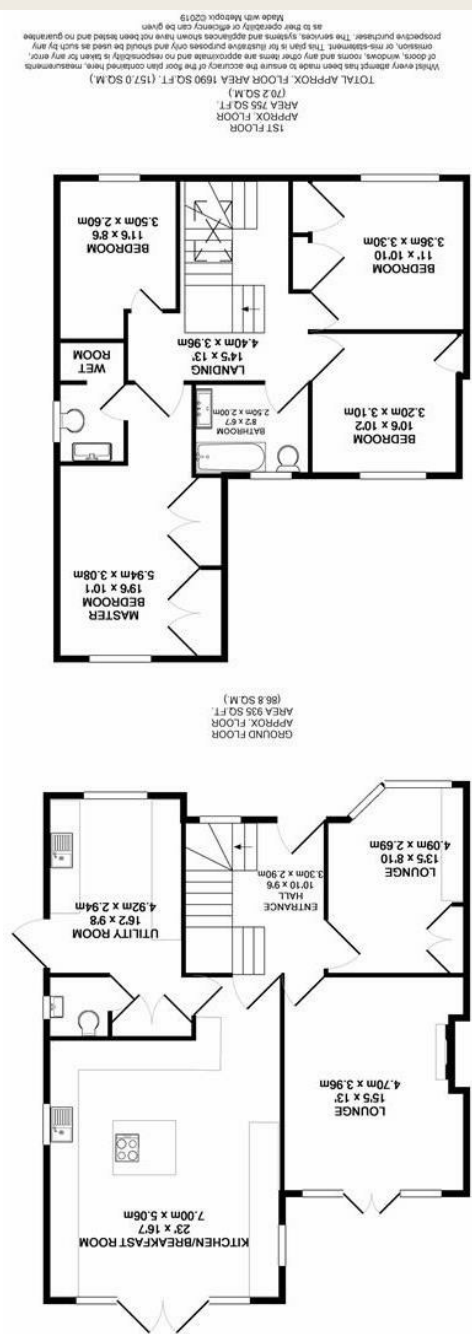 KITCHEN/BREAKFAST ROOM
23' x 16'7
7.00m x 5.06m
LOUNGE
15'5 x 13'
4.70m x 3.96m
UTILITY ROOM
16'2 x 9'8
4.92m x 2.94m
ENTRANCE
HALL
10'10 x 9'6
3.30m x 2.90m
LOUNGE
13'5 x 8'10
4.09m x 2.69m
GROUND FLOOR
APPROX. FLOOR
AREA 935 SQ.FT.
(86.8 SQ.M.)
MASTER
BEDROOM
19'6 x 10'1
5.94m x 3.08m
BEDROOM
10'6 x 10'2
3.20m x 3.10m
BATHROOM
8'2 x 6'7
2.50m x 2.00m
LANDING
14'5 x 13'
4.40m x 3.96m
WET
ROOM
BEDROOM
11' x 10'10
3.36m x 3.30m
BEDROOM
11'6 x 8'6
3.50m x 2.60m
1ST FLOOR
APPROX. FLOOR
AREA 755 SQ.FT.
(70.2 SQ.M.)
TOTAL APPROX. FLOOR AREA 1690 SQ.FT. (157.0 SQ.M.)
Whilst every attempt has been made to ensure the accuracy of the floor plan contained here, measurements
of doors, windows, rooms and any other items are approximate and no responsibility is taken for any error,
omission, or mis-statement. This plan is for illustrative purposes only and should be used as such by any
prospective purchaser. The services, systems and appliances shown have not been tested and no guarantee
as to their operability or efficiency can be given
Made with Metropix ©2019